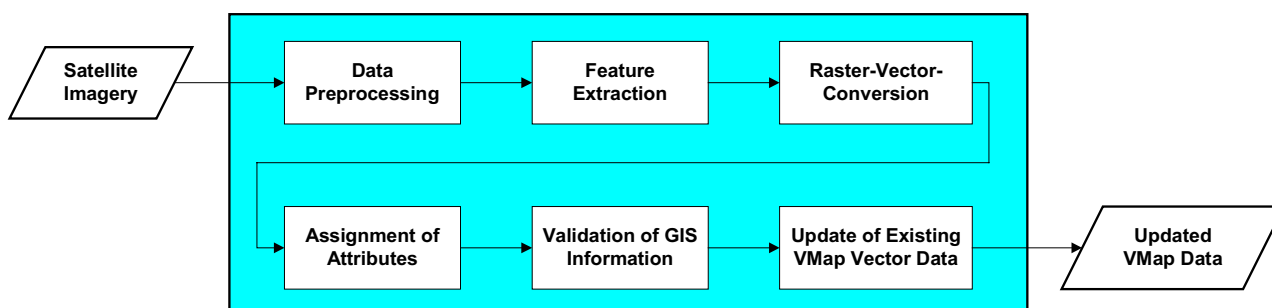 Satellite
Imagery
Data
Preprocessing
Feature
Extraction
Raster-Vector-
Conversion
Assignment of
Attributes
Validation of GIS
Information
Update of Existing
VMap Vector Data
Updated
VMap Data